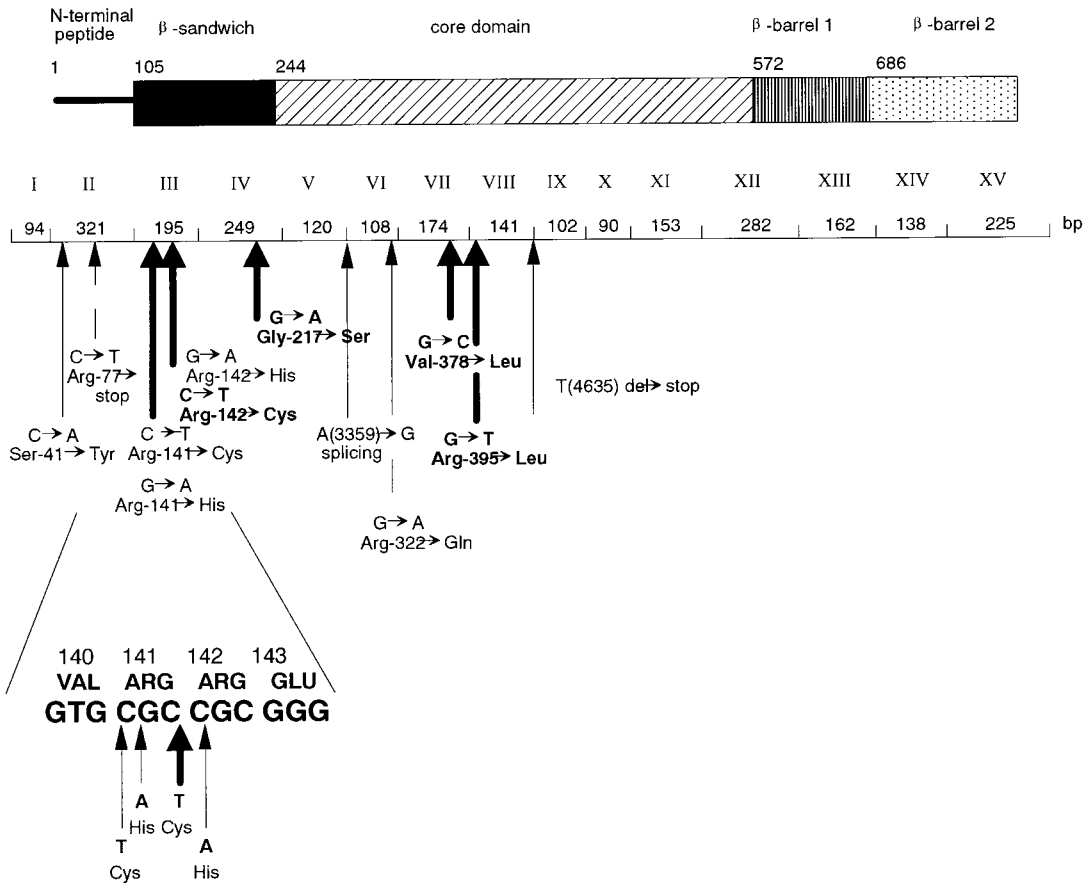 N-terminal
peptide
β -sandwich
core domain
β -barrel 1
β -barrel 2
1
105
244
572
686
I II III IV V VI VII VIII IX X XI XII XIII XIV XV
94 321 195 249 120 108 174 141 102 90 153 282 162 138 225 bp
G→A
Gly-217→Ser
C→T
Arg-77→
stop
G→A
Arg-142→His
C→T
Arg-142→Cys
G→C
Val-378→Leu
T(4635) del→stop
C→A
Ser-41→Tyr
C→T
Arg-141→Cys
A(3359)→G
splicing
G→T
Arg-395→Leu
G→A
Arg-141→His
G→A
Arg-322→Gln
140 141 142 143
VAL ARG ARG GLU
GTG CGC CGC GGG
A T
His Cys
T A
Cys His